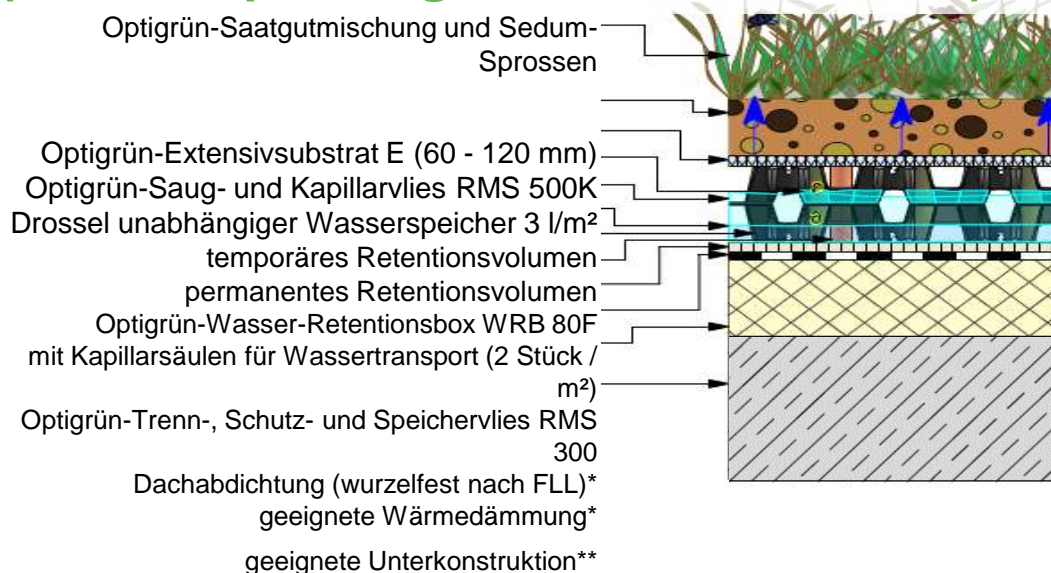 Optigrün-Saatgutmischung und Sedum-
Sprossen
Optigrün-Extensivsubstrat E (60 - 120 mm)
Optigrün-Saug- und Kapillarvlies RMS 500K
Drossel unabhängiger Wasserspeicher 3 l/m²
temporäres Retentionsvolumen
permanentes Retentionsvolumen
Optigrün-Wasser-Retentionsbox WRB 80F
mit Kapillarsäulen für Wassertransport (2 Stück /
m²)
Optigrün-Trenn-, Schutz- und Speichervlies RMS
300
Dachabdichtung (wurzelfest nach FLL)*
geeignete Wärmedämmung*
geeignete Unterkonstruktion**